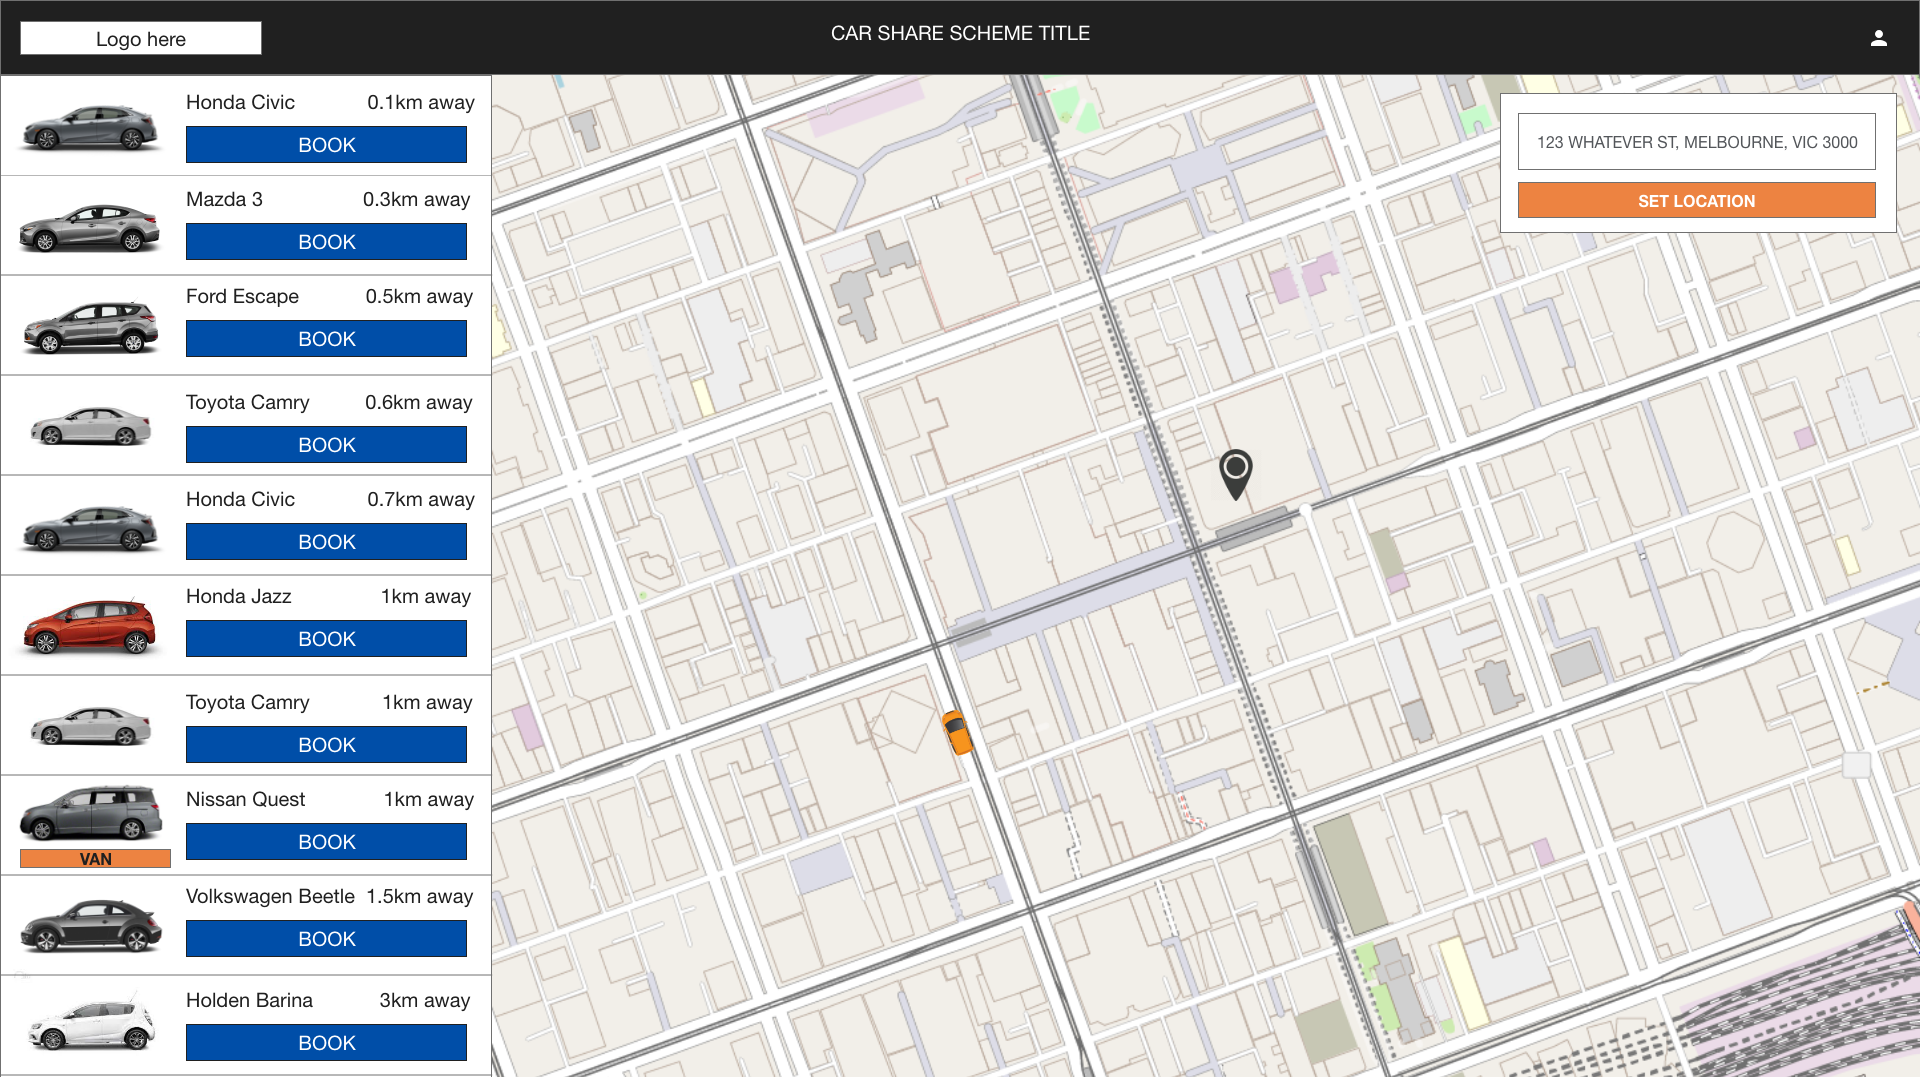 Logo here
CAR SHARE SCHEME TITLE
Honda Civic 0.1km away
BOOK
Mazda 3 0.3km away
BOOK
Ford Escape 0.5km away
BOOK
Toyota Camry 0.6km away
BOOK
Honda Civic 0.7km away
BOOK
Honda Jazz 1km away
BOOK
Toyota Camry 1km away
BOOK
Nissan Quest 1km away
BOOK
VAN
Volkswagen Beetle 1.5km away
BOOK
Holden Barina 3km away
BOOK
123 WHATEVER ST, MELBOURNE, VIC 3000
SET LOCATION